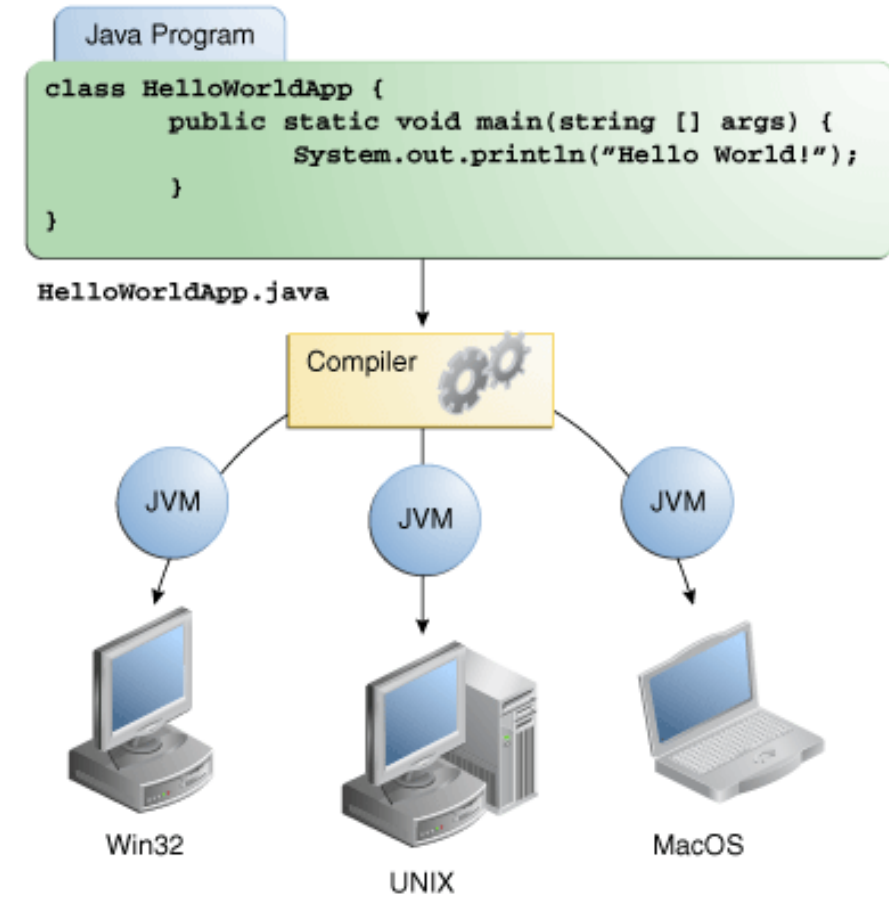 Java Program
class HelloWorldApp {
public static void main(string [] args) {
System.out.println(”Hello World!”);
}
}
HelloWorldApp.java
Compiler
JVM
JVM
JVM
Win32
UNIX
MacOS